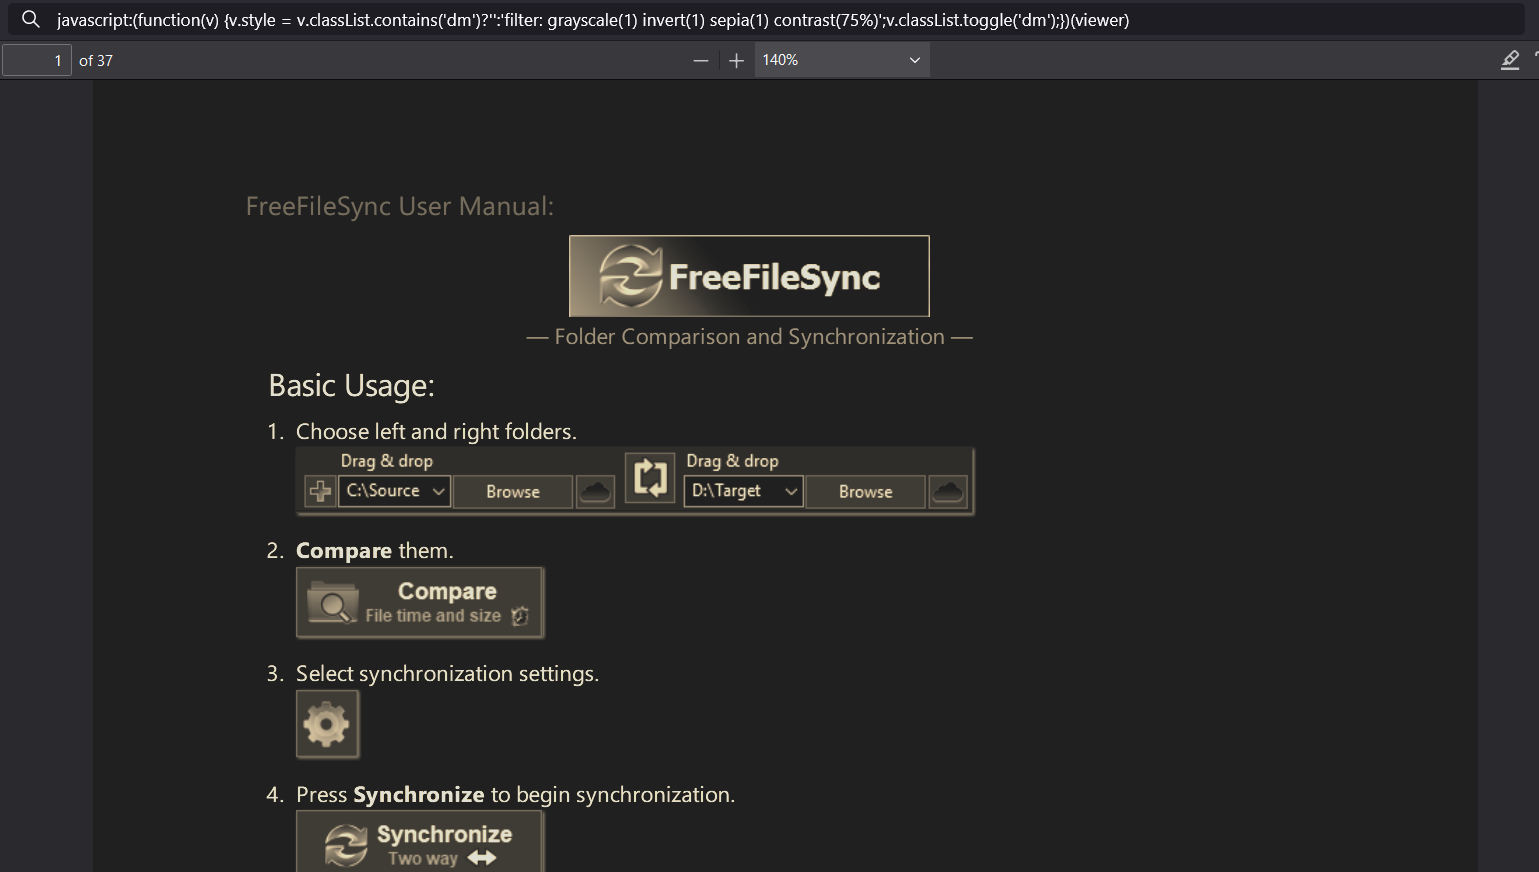 javascript:(function(v) {v.style = v.classList.contains('dm')?'':'filter: grayscale(1) invert(1) sepia(1) contrast(75%)';v.classList.toggle('dm');})(viewer)
1 of 37
140%
FreeFileSync User Manual:
FreeFileSync
— Folder Comparison and Synchronization —
Basic Usage:
1. Choose left and right folders.
Drag & drop Drag & drop
C:\Source Browse D:\Target Browse
2. Compare them.
Compare
File time and size
3. Select synchronization settings.
4. Press Synchronize to begin synchronization.
Synchronize
Two way